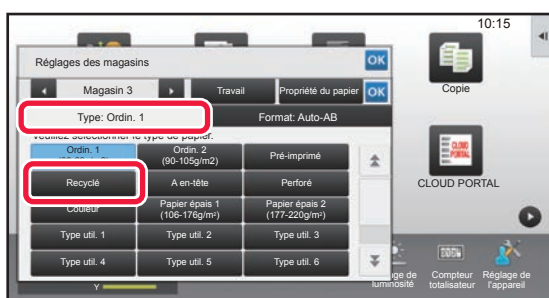 10:15
Réglages des magasins
OK
Magasin 3
Travail
Propriété du papier
OK
Type: Ordin. 1
Format: Auto-AB
Veuillez sélectionner le type de papier.
Ordin. 1
Ordin. 2
(90-105g/m2)
Pré-imprimé
Recyclé
A en-tête
Perforé
Couleur
Papier épais 1
(106-176g/m²)
Papier épais 2
(177-220g/m²)
Type util. 1
Type util. 2
Type util. 3
Type util. 4
Type util. 5
Type util. 6
Copie
CLOUD
PORTAL
CLOUD PORTAL
Y
luminosité
Compteur
totalisateur
Réglage de
l'appareil